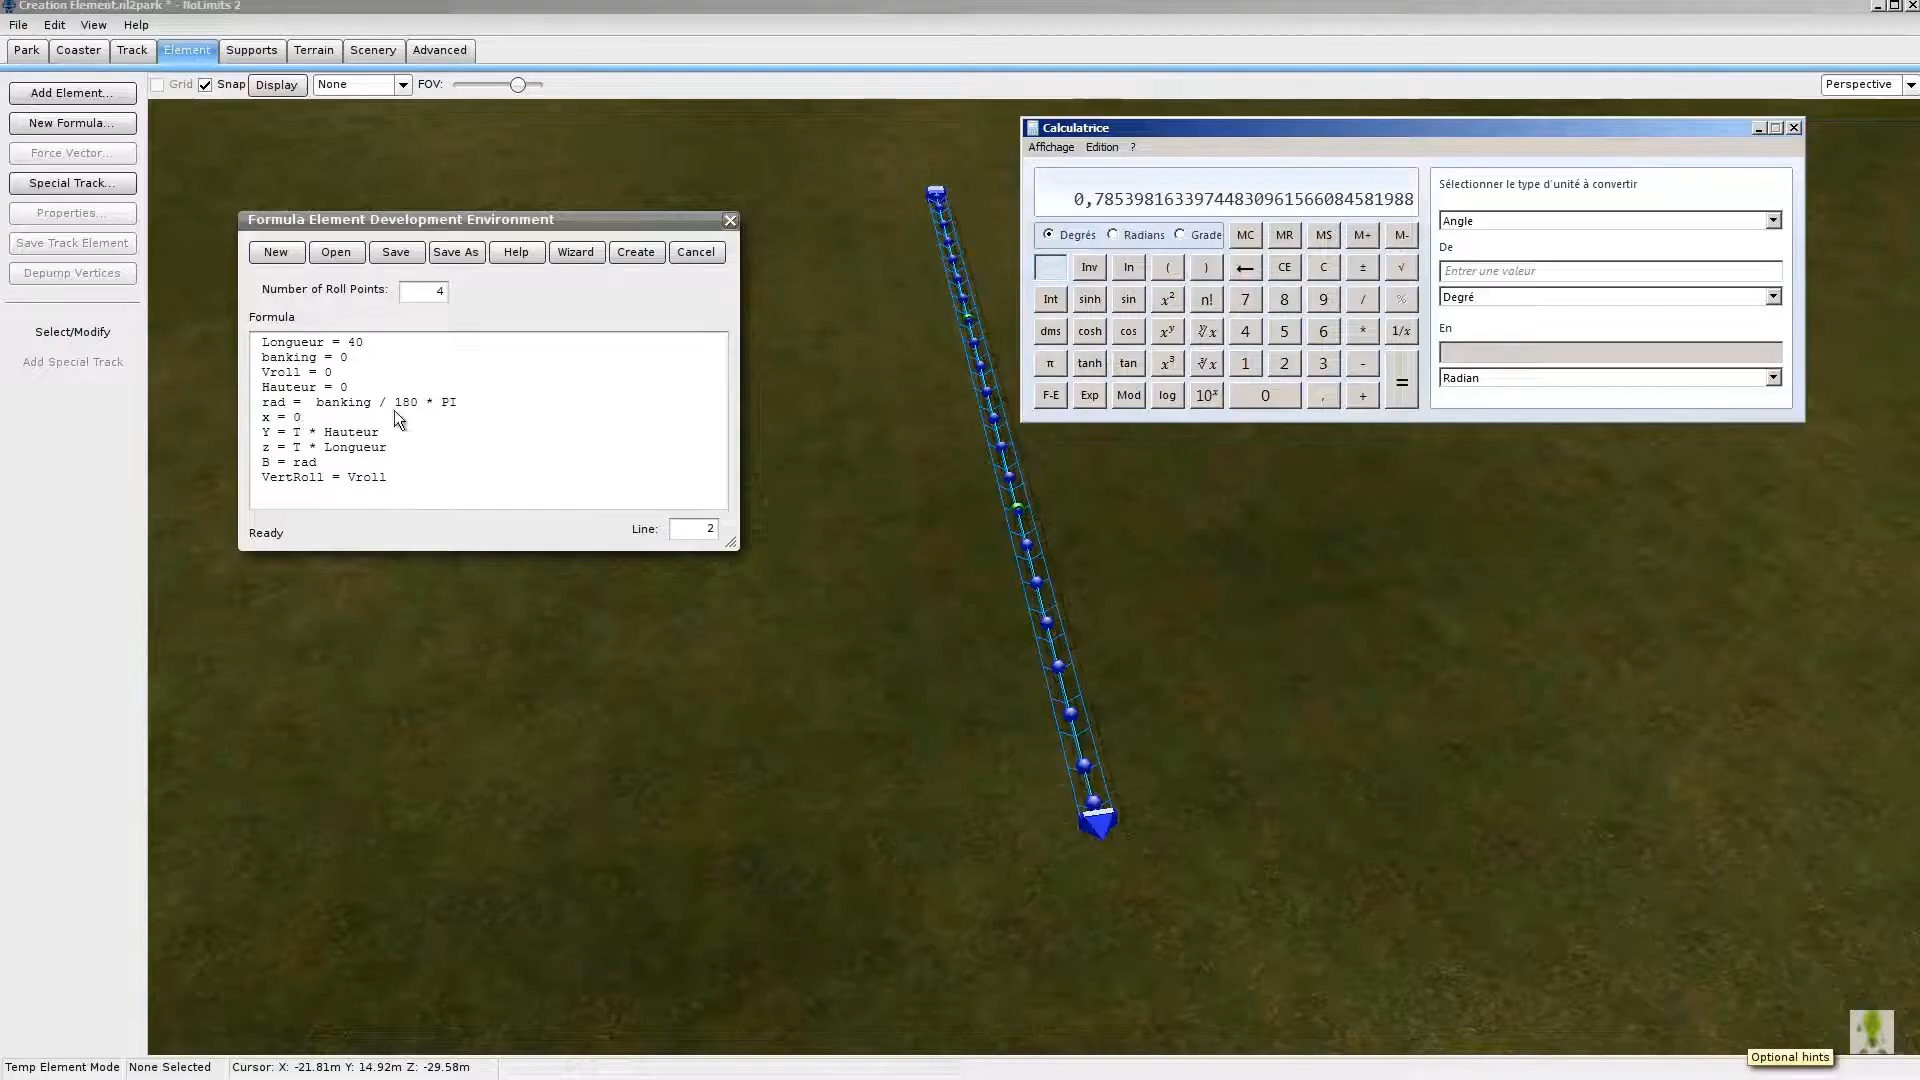 Creation Element.nl2park * - NoLimits 2
File Edit View Help
Park Coaster Track Element Supports Terrain Scenery Advanced
Grid Snap Display None FOV: Perspective
Add Element...
New Formula...
Force Vector...
Special Track...
Properties...
Save Track Element
Depump Vertices
Select/Modify
Add Special Track
Formula Element Development Environment
New Open Save Save As Help Wizard Create Cancel
Number of Roll Points: 4
Formula
Longueur = 40
banking = 0
Vroll = 0
Hauteur = 0
rad =  banking / 180 * PI
x = 0
Y = T * Hauteur
z = T * Longueur
B = rad
VertRoll = Vroll
Ready
Line: 2
Calculatrice
Affichage Edition ?
0,78539816339744830961566084581988
Degrés Radians Grade MC MR MS M+ M-
Inv ln ( ) ← CE C ± √
Int sinh sin x² n! 7 8 9 / %
dms cosh cos xʸ ʸ√x 4 5 6 * 1/x
π tanh tan x³ ³√x 1 2 3 - =
F-E Exp Mod log 10ˣ 0 , +
Sélectionner le type d'unité à convertir
Angle
De
Entrer une valeur
Degré
En
Radian
Optional hints
Temp Element Mode None Selected Cursor: X: -21.81m Y: 14.92m Z: -29.58m